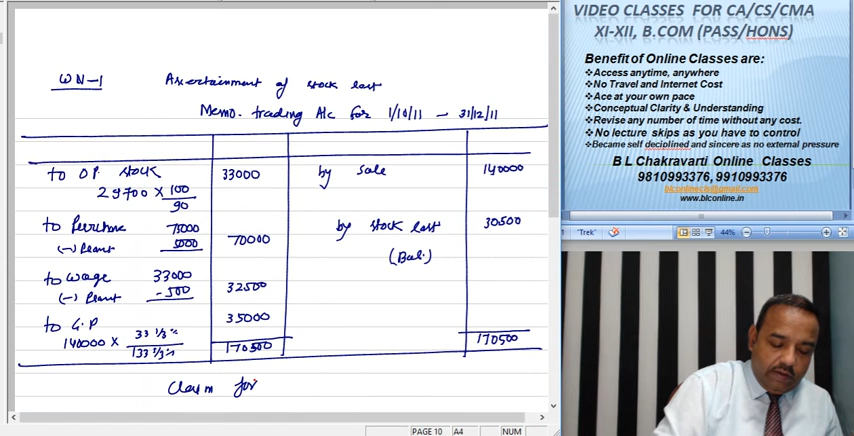 WN-1 Ascertainment of stock lost
Memo. trading A/c for 1/10/11 - 31/12/11
to OP. stock 33000 by sale 140000
29700 × 100/90
to Purchase 75000 by stock lost 30500
(-) Plant 5000 70000 (Bal.)
to wage 33000
(-) Plant -500 32500
to G.P 35000
140000 × 33 1/3 % / 133 1/3 % 170500 170500
Claim for
PAGE 10 A4 NUM
VIDEO CLASSES FOR CA/CS/CMA
XI-XII, B.COM (PASS/HONS)
Benefit of Online Classes are:
❖Access anytime, anywhere
❖No Travel and Internet Cost
❖Ace at your own pace
❖Conceptual Clarity & Understanding
❖Revise any number of time without any cost.
❖No lecture skips as you have to control
❖Became self deciplined and sincere as no external pressure
B L Chakravarti Online Classes
9810993376, 9910993376
www.blconline.in
"Trek" 44%